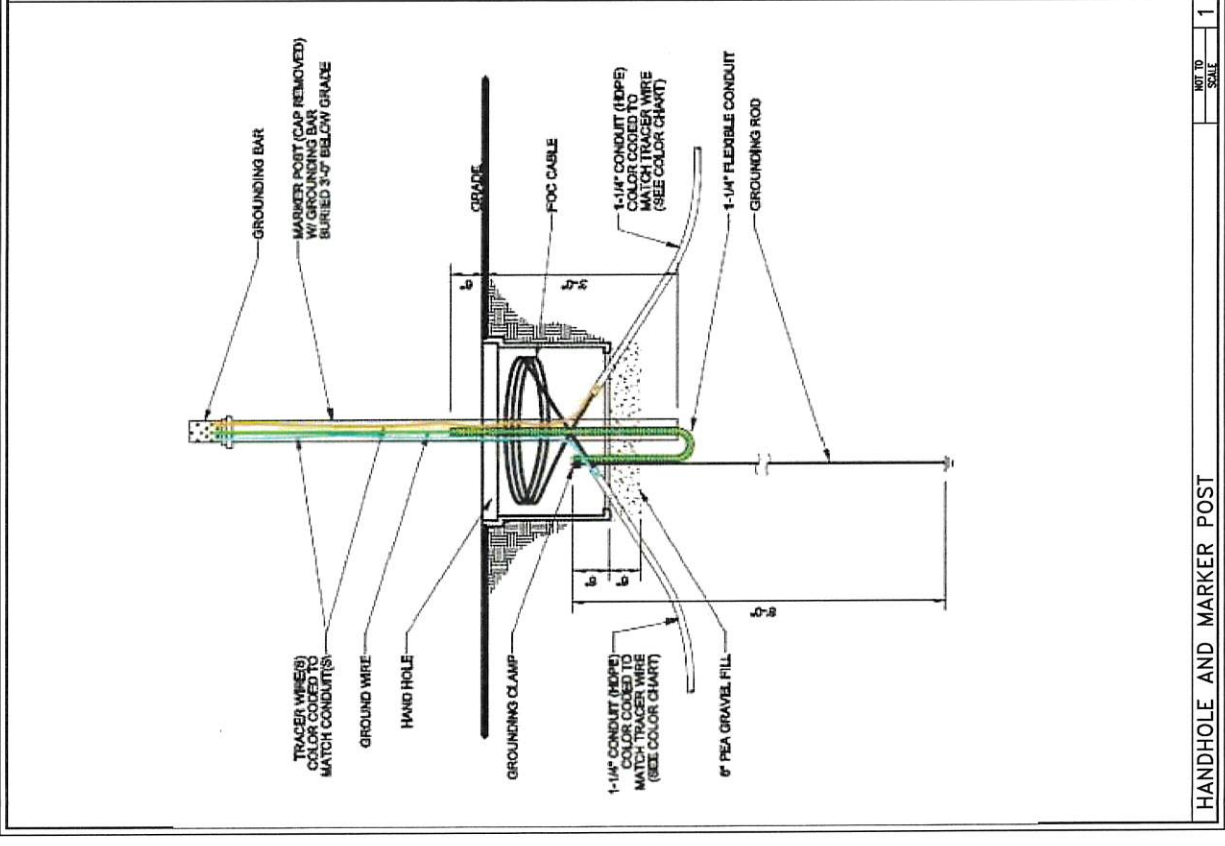 GROUNDING BAR
MARKER POST (CAP REMOVED)
W/ GROUNDING BAR
BURIED 3'-0" BELOW GRADE
GRADE
FOC CABLE
1-1/4" CONDUIT (HDPE)
COLOR CODED TO
MATCH TRACER WIRE
(SEE COLOR CHART)
1-1/4" FLEXIBLE CONDUIT
GROUNDING ROD
6"
3'-0"
TRACER WIRE(S)
COLOR CODED TO
MATCH CONDUIT(S)
GROUND WIRE
HAND HOLE
GROUNDING CLAMP
1-1/4" CONDUIT (HDPE)
COLOR CODED TO
MATCH TRACER WIRE
(SEE COLOR CHART)
6" PEA GRAVEL FILL
6"
6"
8'-0"
HANDHOLE AND MARKER POST
NOT TO
SCALE
1